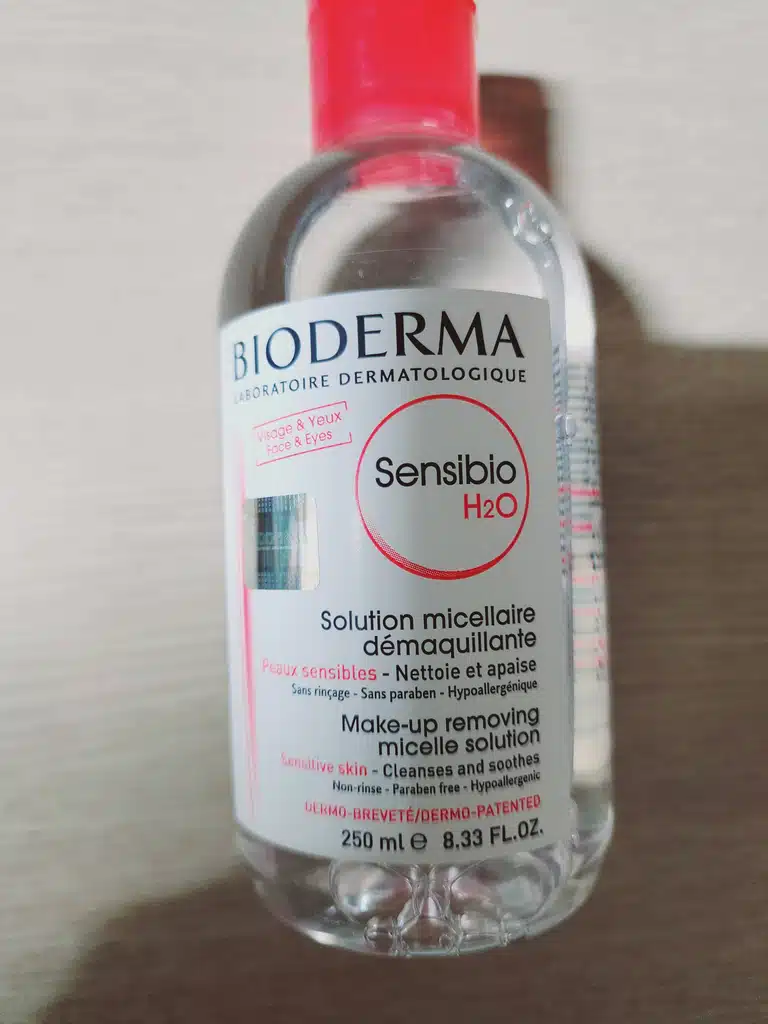 BIODERMA
LABORATOIRE DERMATOLOGIQUE
Visage & Yeux
Face & Eyes
Sensibio
H2O
Solution micellaire
démaquillante
Peaux sensibles - Nettoie et apaise
Sans rinçage - Sans paraben - Hypoallergénique
Make-up removing
micelle solution
Sensitive skin - Cleanses and soothes
Non-rinse - Paraben free - Hypoallergenic
DERMO-BREVETÉ/DERMO-PATENTED
250 ml e 8.33 FL.OZ.